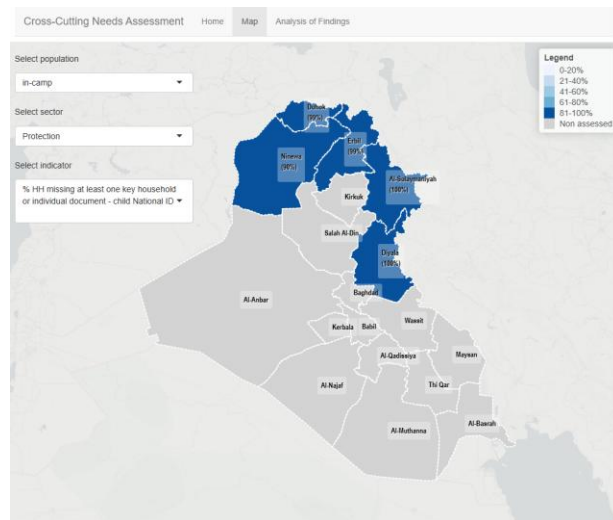 Cross-Cutting Needs Assessment Home Map Analysis of Findings
Select population
in-camp
Select sector
Protection
Select indicator
% HH missing at least one key household
or individual document - child National ID
Legend
0-20%
21-40%
41-60%
61-80%
81-100%
Non assessed
Duhok
(99%)
Erbil
(99%)
Ninewa
(90%)
Al-Sulaymaniyah
(100%)
Kirkuk
Salah Al-Din
Diyala
(100%)
Al-Anbar
Baghdad
Wassit
Kerbala
Babil
Al-Qadissiya
Maysan
Al-Najaf
Thi Qar
Al-Muthanna
Al-Basrah